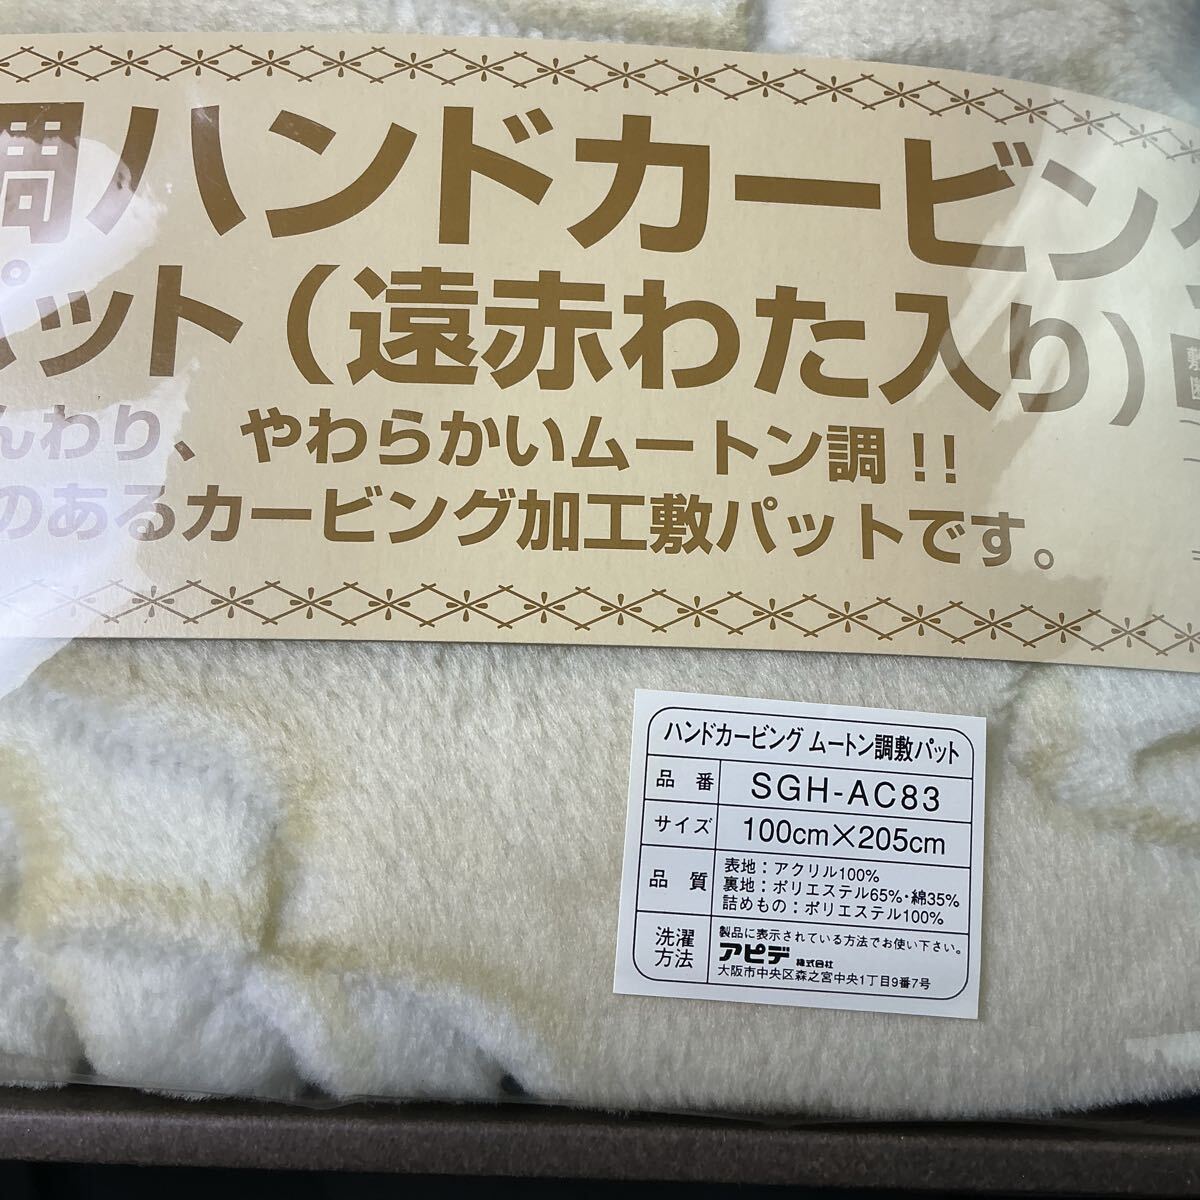 調ハンドカービング
パット(遠赤わた入り)
んわり、やわらかいムートン調!!
のあるカービング加工敷パットです。
ハンドカービング ムートン調敷パット
品番 SGH-AC83
サイズ 100cm×205cm
品質 表地：アクリル100%
裏地：ポリエステル65%・綿35%
詰めもの：ポリエステル100%
洗濯方法 製品に表示されている方法でお使い下さい。
アピデ 株式会社
大阪市中央区森之宮中央1丁目9番7号